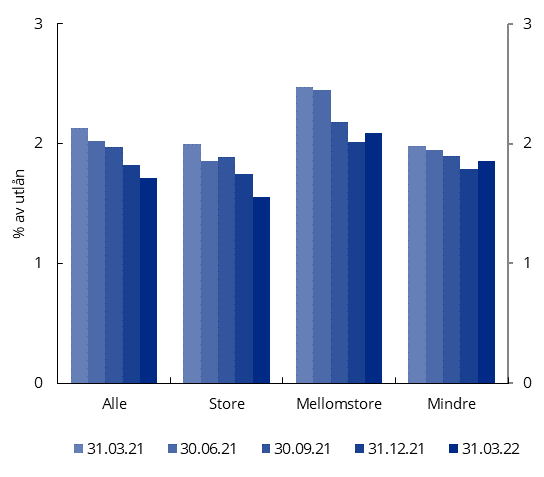 3 3
2 2
% av utlån
1 1
0 0
Alle Store Mellomstore Mindre
31.03.21 30.06.21 30.09.21 31.12.21 31.03.22